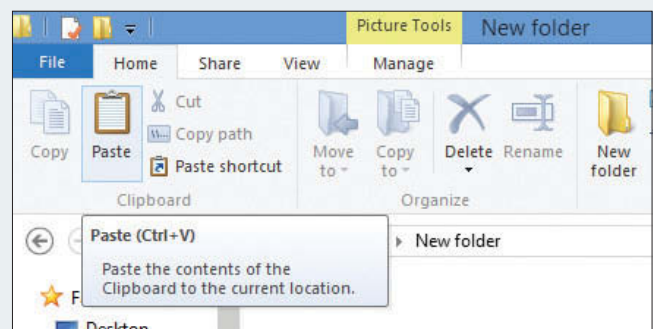 Picture Tools New folder
File Home Share View Manage
Copy
Paste
Cut
Copy path
Paste shortcut
Clipboard
Move to
Copy to
Delete
Rename
Organize
New folder
Paste (Ctrl+V)
Paste the contents of the
Clipboard to the current location.
New folder
Desktop